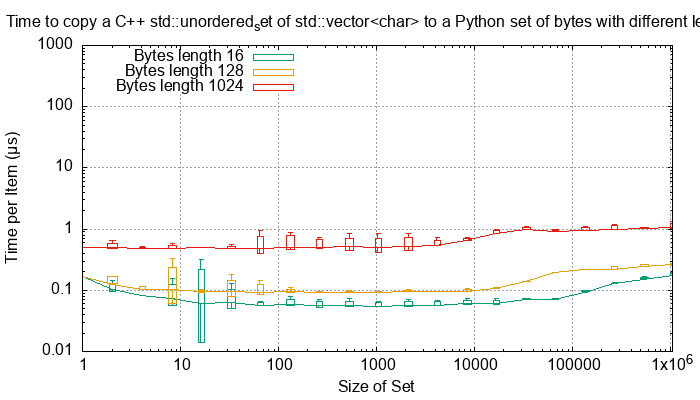 Time to copy a C++ std::unordered_set of std::vector<char> to a Python set of bytes with different le
Bytes length 16
Bytes length 128
Bytes length 1024
1000
100
10
1
0.1
0.01
Time per Item (μs)
1 10 100 1000 10000 100000 1x10⁶
Size of Set